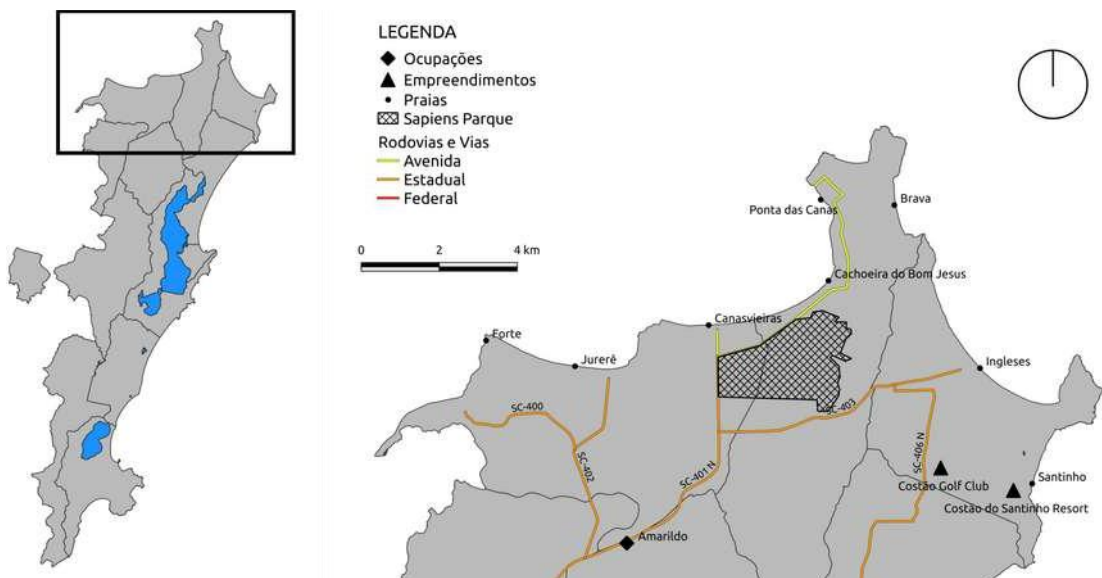 LEGENDA
Ocupações
Empreendimentos
Praias
Sapiens Parque
Rodovias e Vias
Avenida
Estadual
Federal
0 2 4 km
Ponta das Canas
Brava
Cachoeira do Bom Jesus
Canasvieiras
Forte
Jurerê
Ingleses
SC-400
SC-403
SC-402
SC-401 N
SC-406 N
Costão Golf Club
Santinho
Costão do Santinho Resort
Amarildo